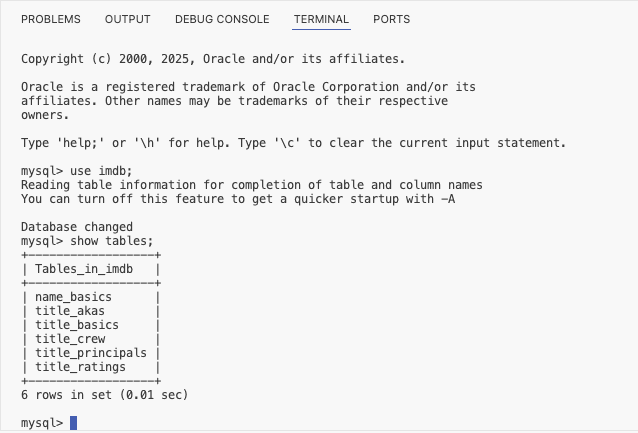 PROBLEMS OUTPUT DEBUG CONSOLE TERMINAL PORTS
Copyright (c) 2000, 2025, Oracle and/or its affiliates.
Oracle is a registered trademark of Oracle Corporation and/or its
affiliates. Other names may be trademarks of their respective
owners.
Type 'help;' or '\h' for help. Type '\c' to clear the current input statement.
mysql> use imdb;
Reading table information for completion of table and column names
You can turn off this feature to get a quicker startup with -A
Database changed
mysql> show tables;
+------------------+
| Tables_in_imdb   |
+------------------+
| name_basics      |
| title_akas       |
| title_basics     |
| title_crew       |
| title_principals |
| title_ratings    |
+------------------+
6 rows in set (0.01 sec)
mysql>